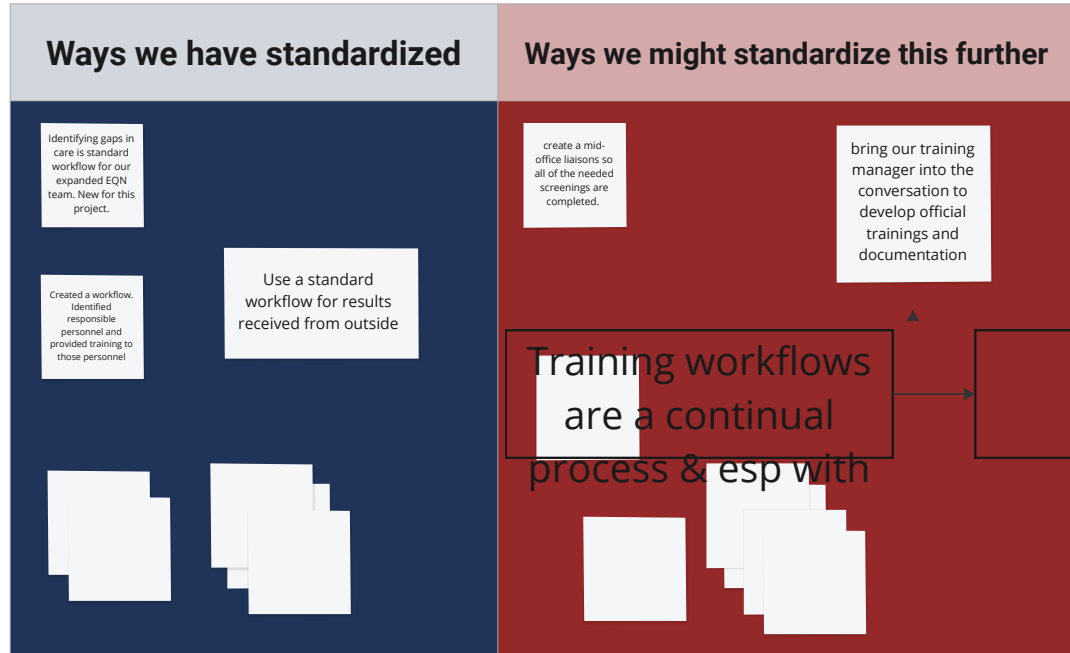 Ways we have standardized
Ways we might standardize this further
Identifying gaps in
care is standard
workflow for our
expanded EQN
team. New for this
project.
Created a workflow.
Identified
responsible
personnel and
provided training to
those personnel
Use a standard
workflow for results
received from outside
create a mid-
office liaisons so
all of the needed
screenings are
completed.
bring our training
manager into the
conversation to
develop official
trainings and
documentation
Training workflows
are a continual
process & esp with